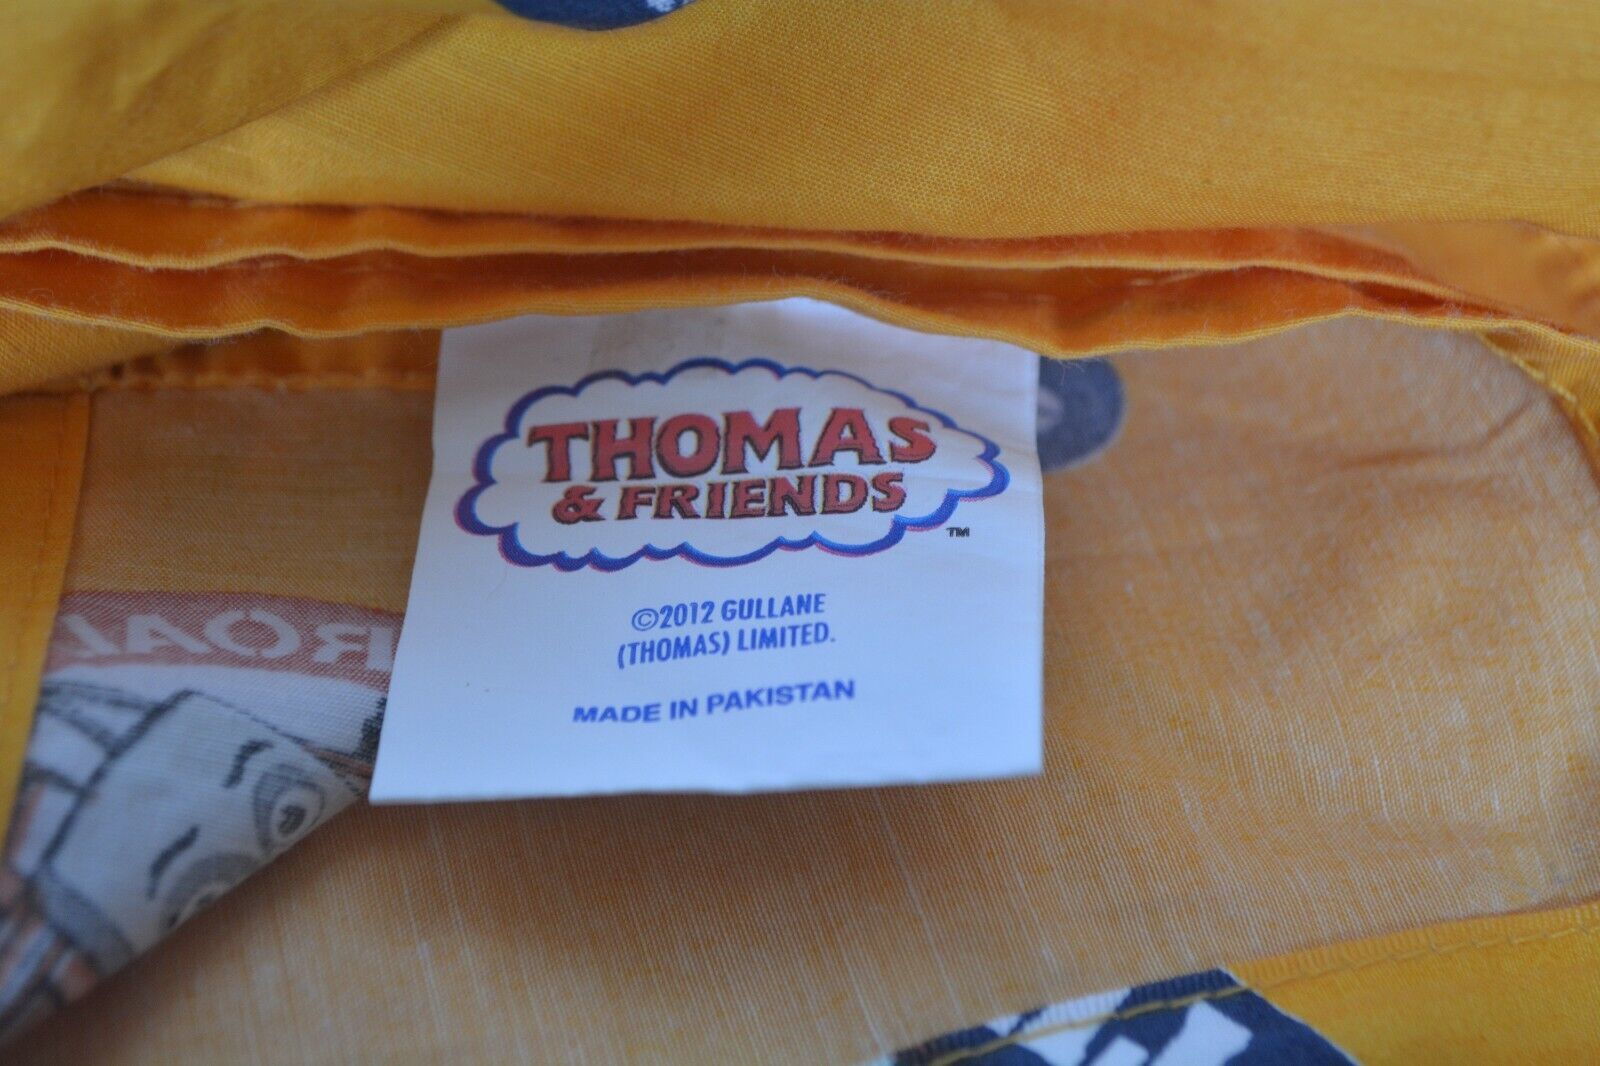 THOMAS
& FRIENDS
™
©2012 GULLANE
(THOMAS) LIMITED.
MADE IN PAKISTAN